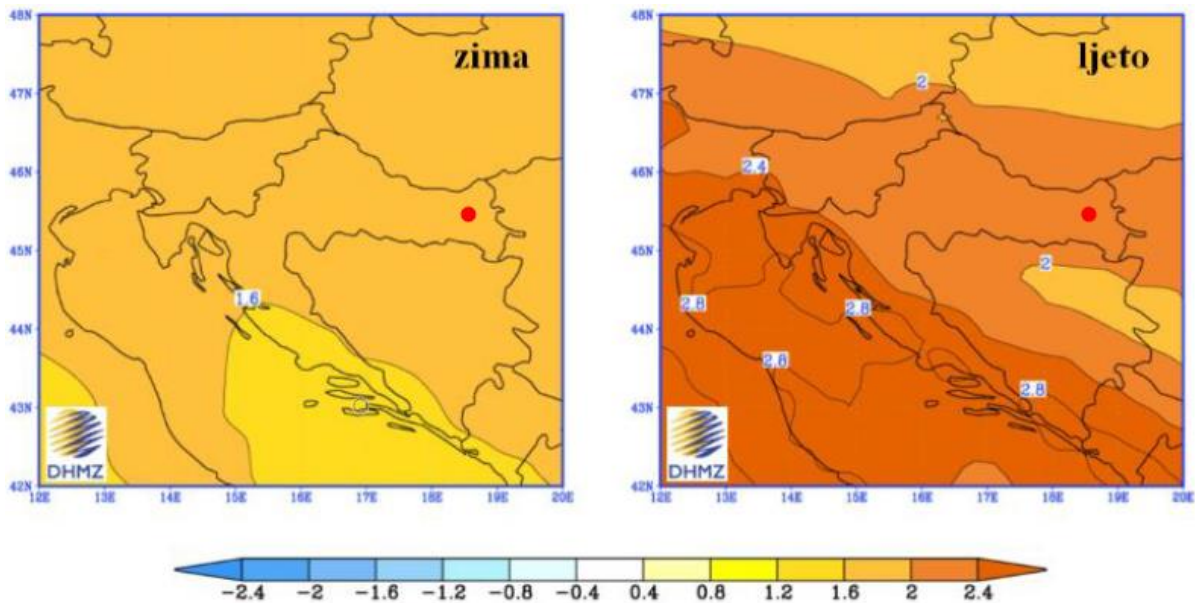 48N
47N
46N
45N
44N
43N
42N
zima
1.6
DHMZ
12E 13E 14E 15E 16E 17E 18E 19E 20E
48N
47N
46N
45N
44N
43N
42N
ljeto
2
2.4
2
2.8
2.8
2.8
2.8
DHMZ
12E 13E 14E 15E 16E 17E 18E 19E 20E
-2.4 -2 -1.6 -1.2 -0.8 -0.4 0.4 0.8 1.2 1.6 2 2.4